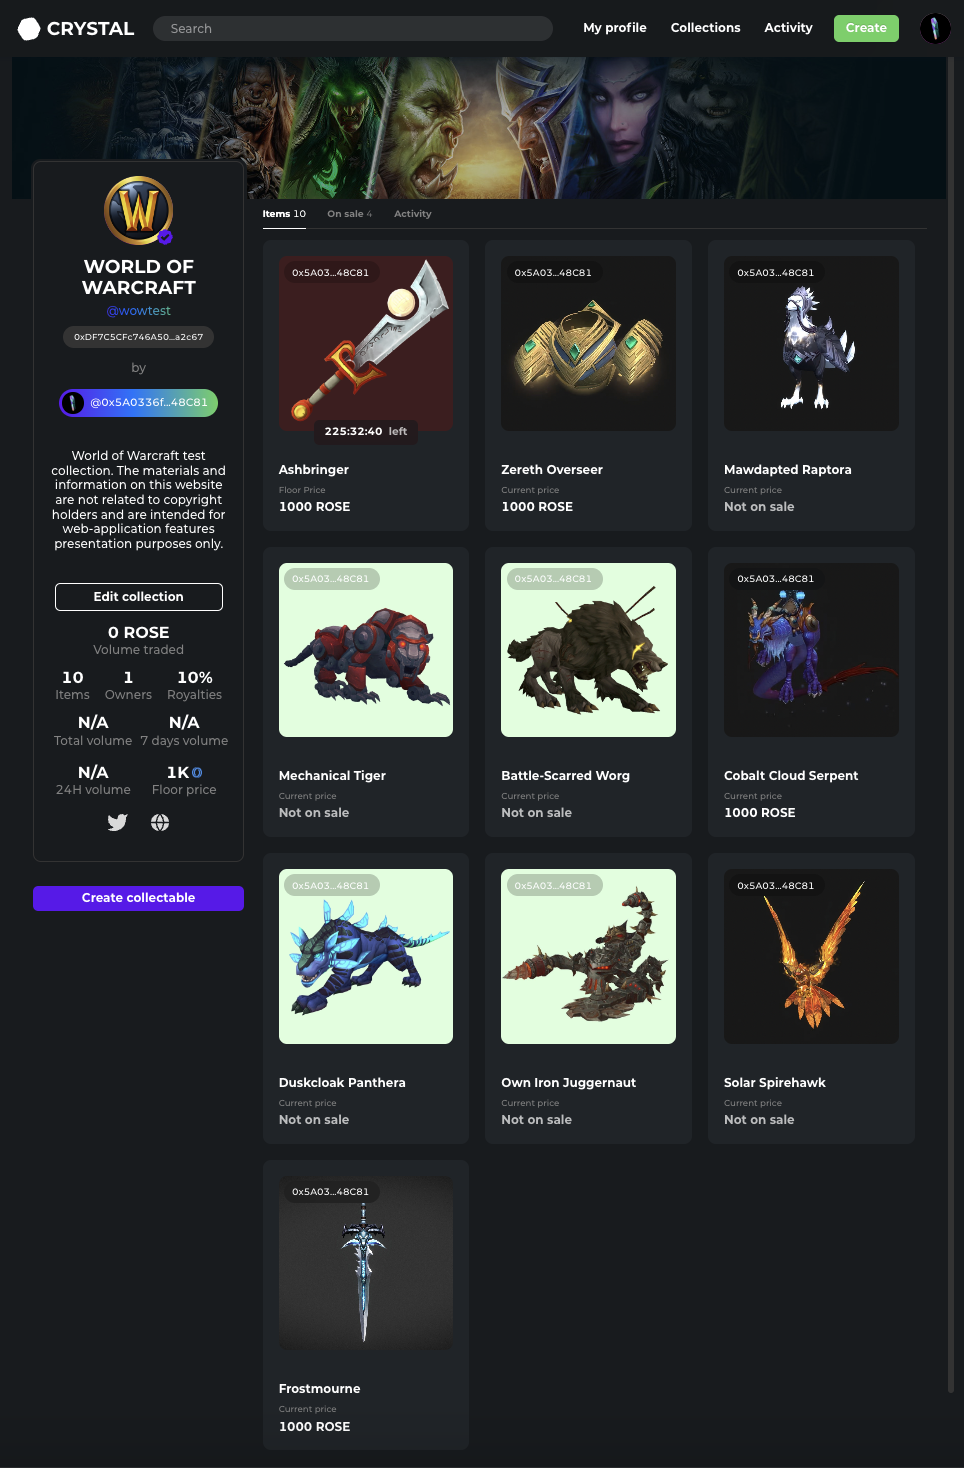 CRYSTAL
Search
My profile
Collections
Activity
Create
W
WORLD OF
WARCRAFT
@wowtest
0xDF7C5CFc746A50...a2c67
by
@0x5A0336f...48C81
World of Warcraft test
collection. The materials and
information on this website
are not related to copyright
holders and are intended for
web-application features
presentation purposes only.
Edit collection
0 ROSE
Volume traded
10 1 10%
Items Owners Royalties
N/A N/A
Total volume 7 days volume
N/A 1K
24H volume Floor price
Create collectable
Items 10 On sale 4 Activity
0x5A03...48C81
225:32:40 left
Ashbringer
Floor Price
1000 ROSE
0x5A03...48C81
Zereth Overseer
Current price
1000 ROSE
0x5A03...48C81
Mawdapted Raptora
Current price
Not on sale
0x5A03...48C81
Mechanical Tiger
Current price
Not on sale
0x5A03...48C81
Battle-Scarred Worg
Current price
Not on sale
0x5A03...48C81
Cobalt Cloud Serpent
Current price
1000 ROSE
0x5A03...48C81
Duskcloak Panthera
Current price
Not on sale
0x5A03...48C81
Own Iron Juggernaut
Current price
Not on sale
0x5A03...48C81
Solar Spirehawk
Current price
Not on sale
0x5A03...48C81
Frostmourne
Current price
1000 ROSE